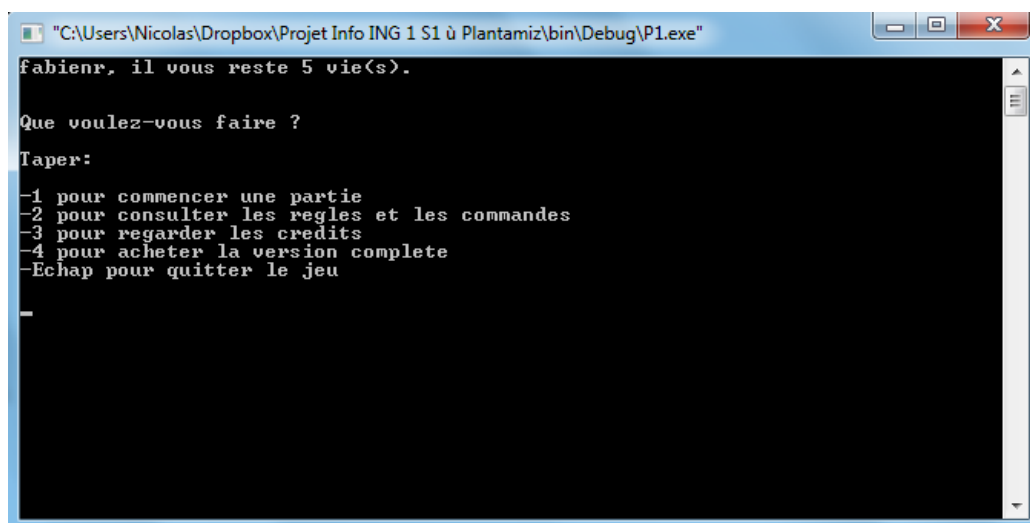 "C:\Users\Nicolas\Dropbox\Projet Info ING 1 S1 ù Plantamiz\bin\Debug\P1.exe"
fabienr, il vous reste 5 vie(s).
Que voulez-vous faire ?
Taper:
-1 pour commencer une partie
-2 pour consulter les regles et les commandes
-3 pour regarder les credits
-4 pour acheter la version complete
-Echap pour quitter le jeu